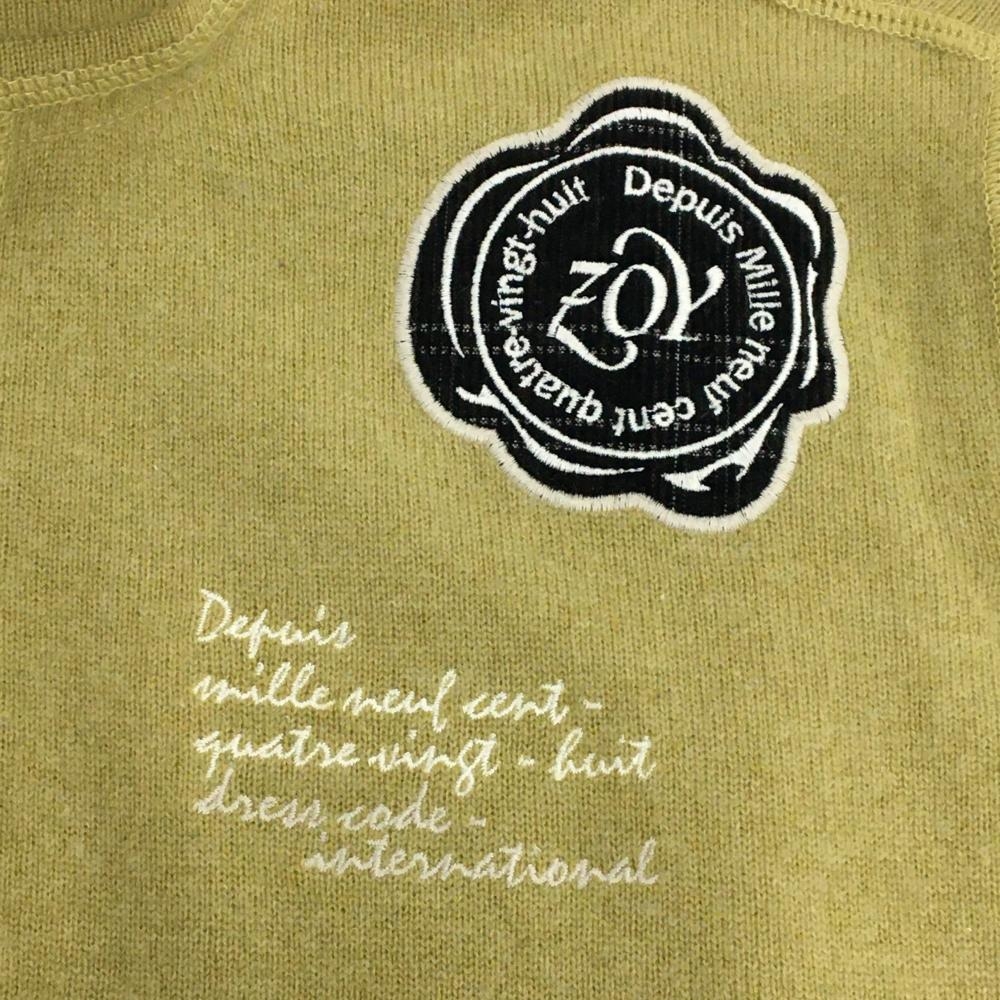 Depuis Mille neuf cent quatre-vingt-huit
ZOY
Depuis
mille neuf cent -
quatre vingt - huit
dress code -
international